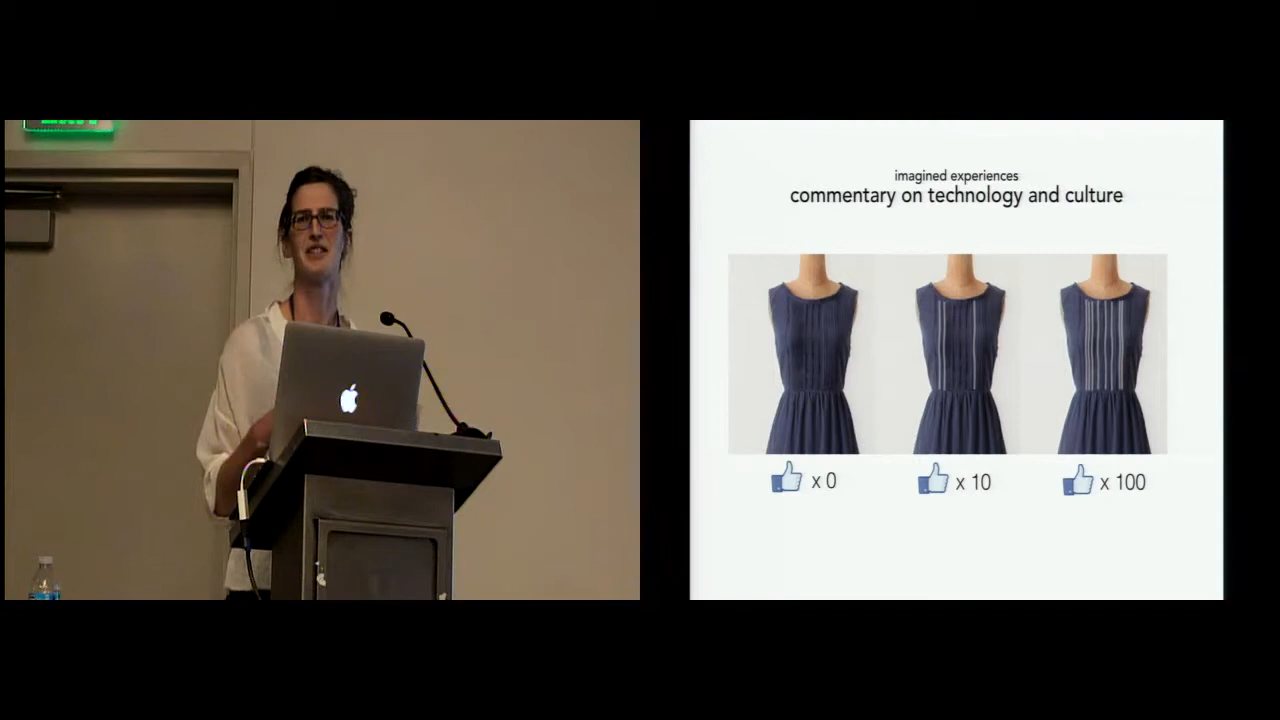 imagined experiences
commentary on technology and culture
x 0
x 10
x 100